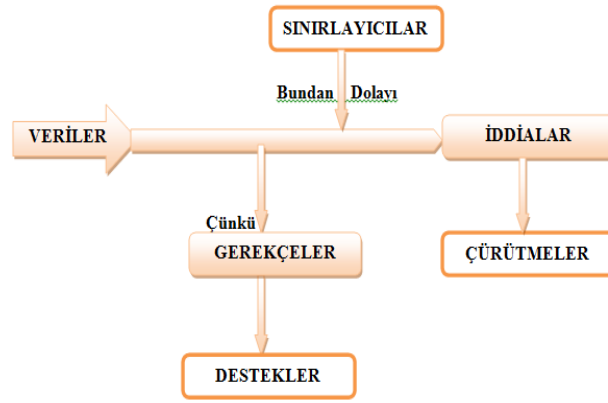 SINIRLAYICILAR
Bundan Dolayı
VERİLER
İDDİALAR
Çünkü
GEREKÇELER
ÇÜRÜTMELER
DESTEKLER